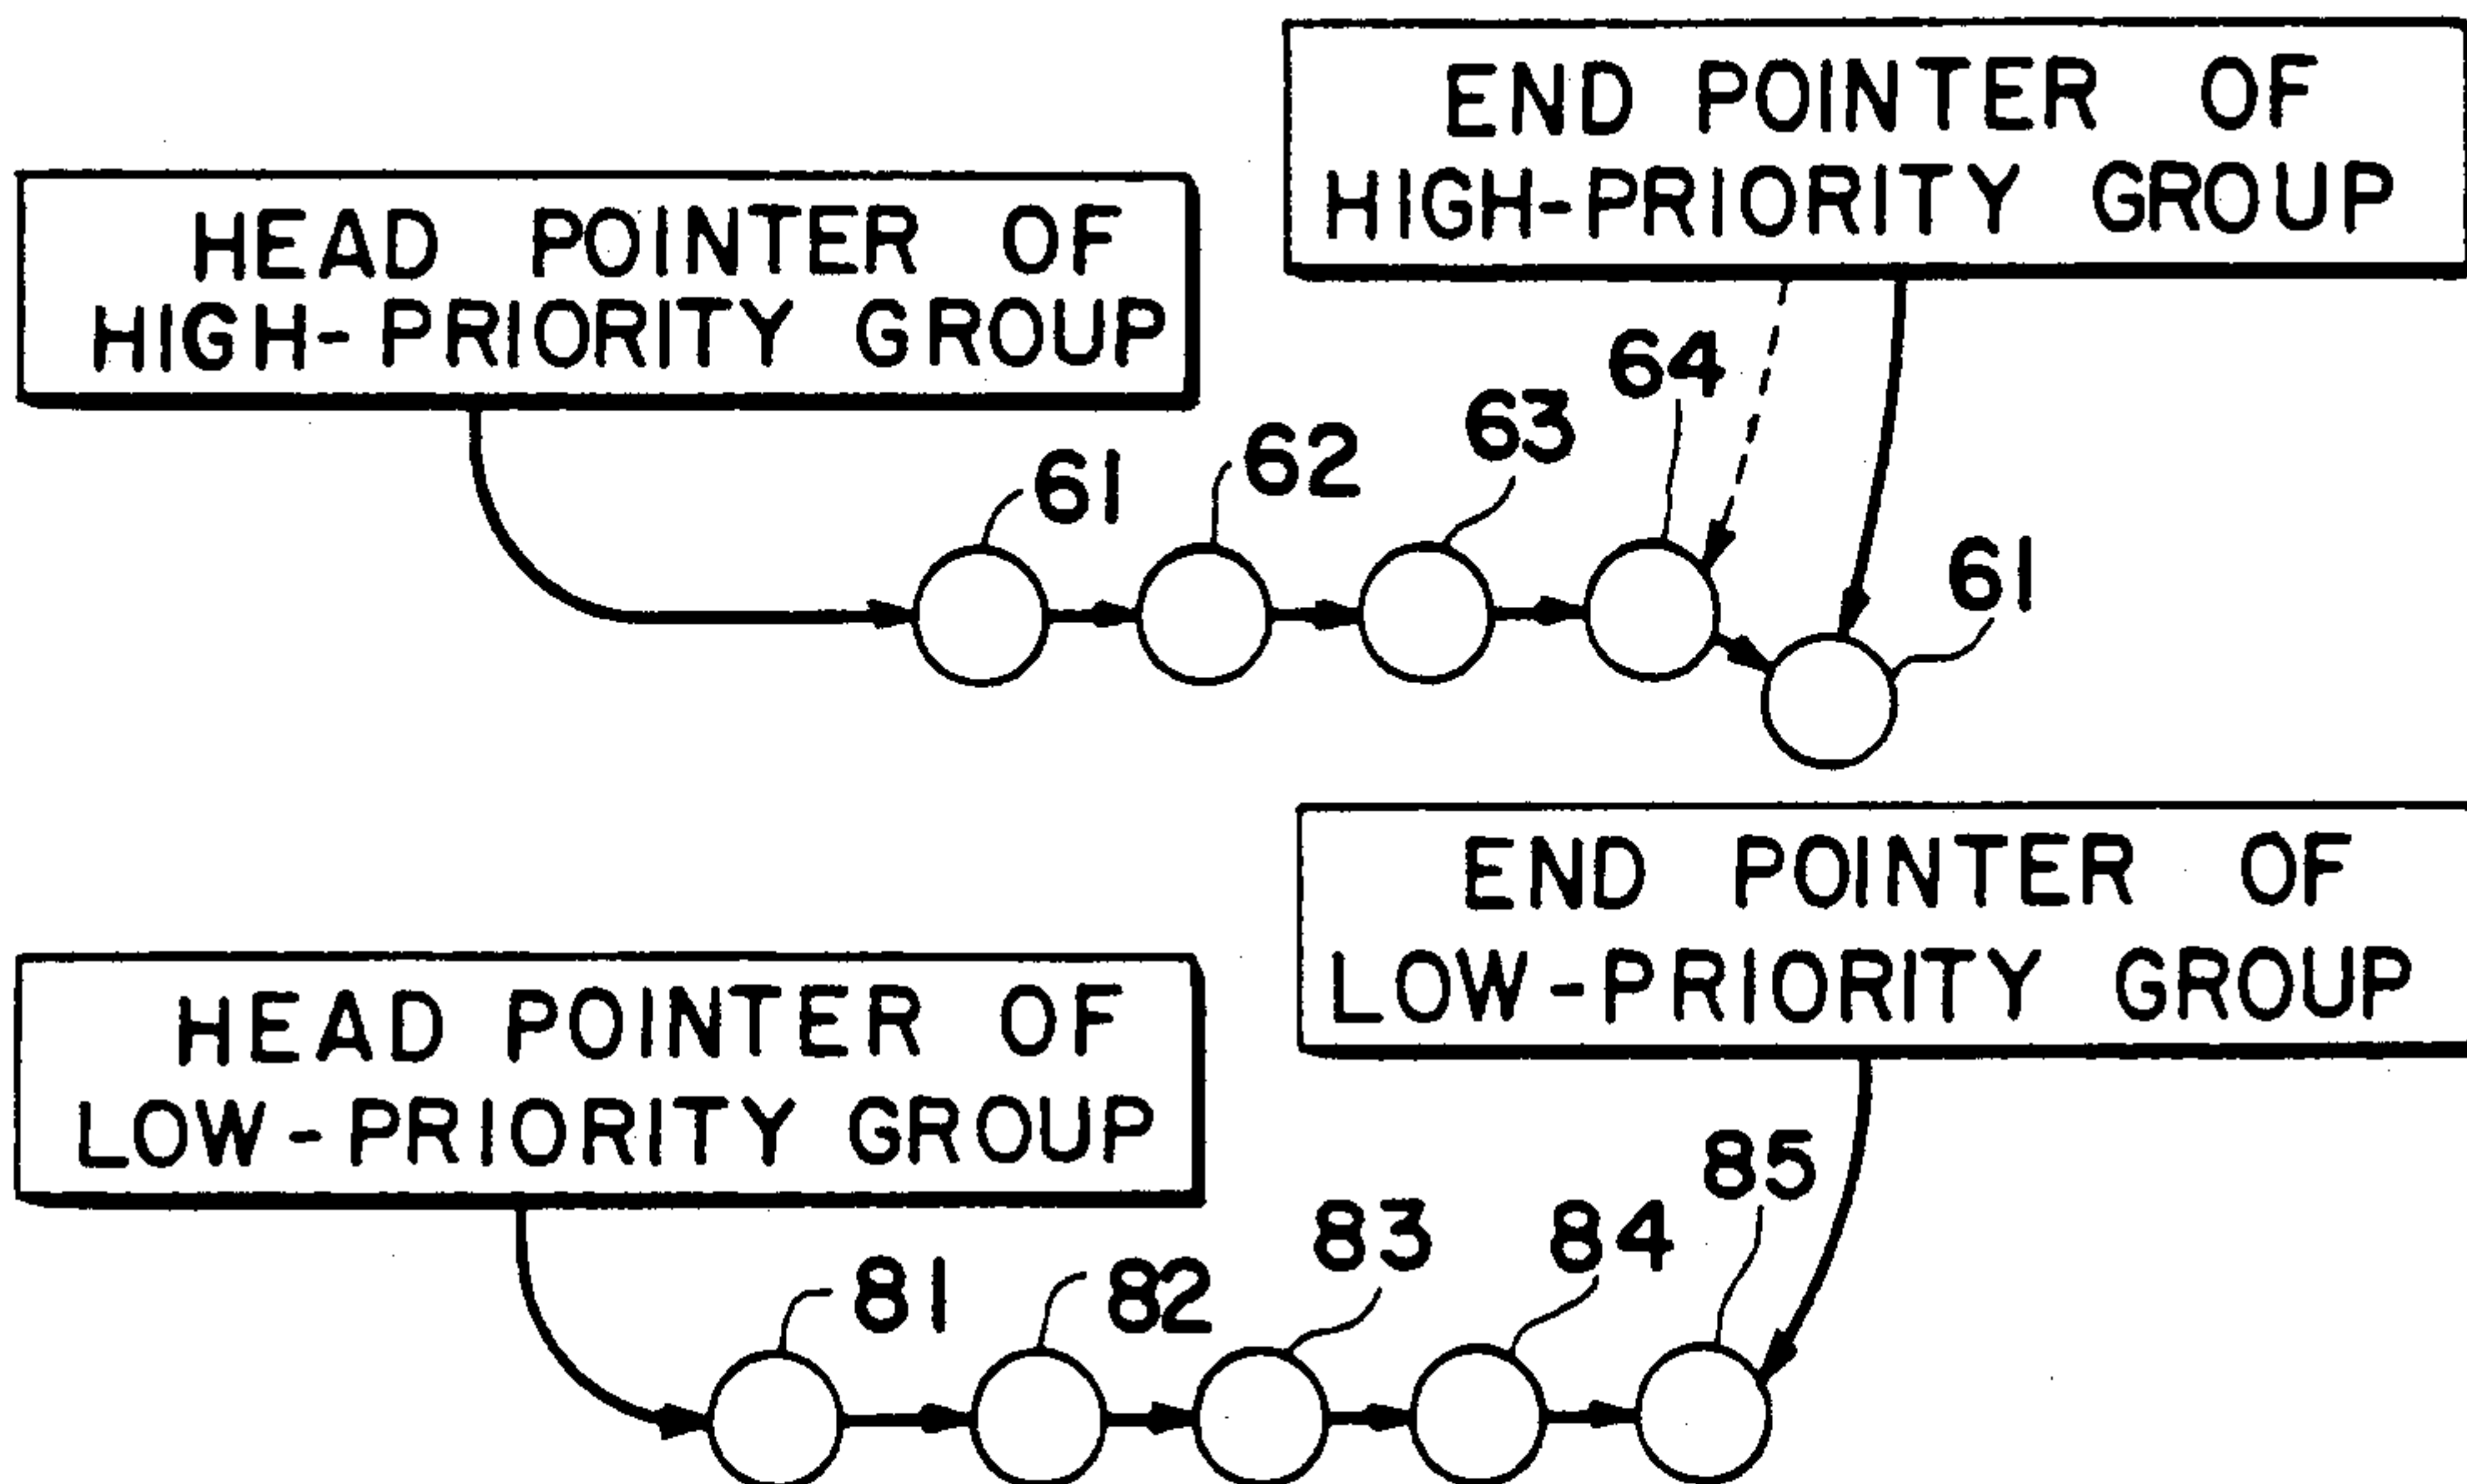 END POINTER OF
HIGH-PRIORITY GROUP
HEAD POINTER OF
HIGH-PRIORITY GROUP
64
63
62
61
61
END POINTER OF
LOW-PRIORITY GROUP
HEAD POINTER OF
LOW-PRIORITY GROUP
85
83
84
81
82